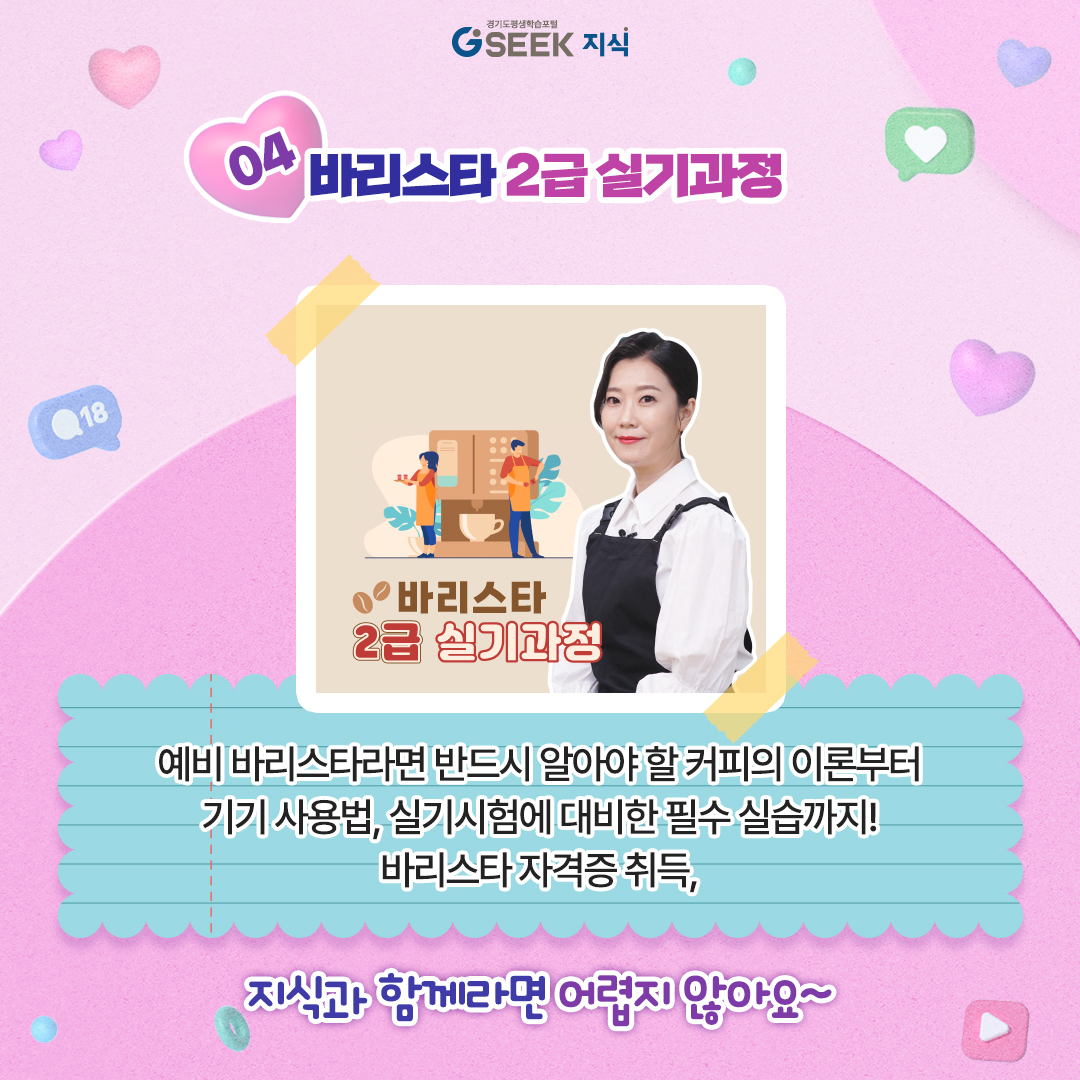 경기도평생학습포털
GSEEK 지식
04 바리스타 2급 실기과정
18
바리스타
2급 실기과정
예비 바리스타라면 반드시 알아야 할 커피의 이론부터
기기 사용법, 실기시험에 대비한 필수 실습까지!
바리스타 자격증 취득,
지식과 함께라면 어렵지 않아요~